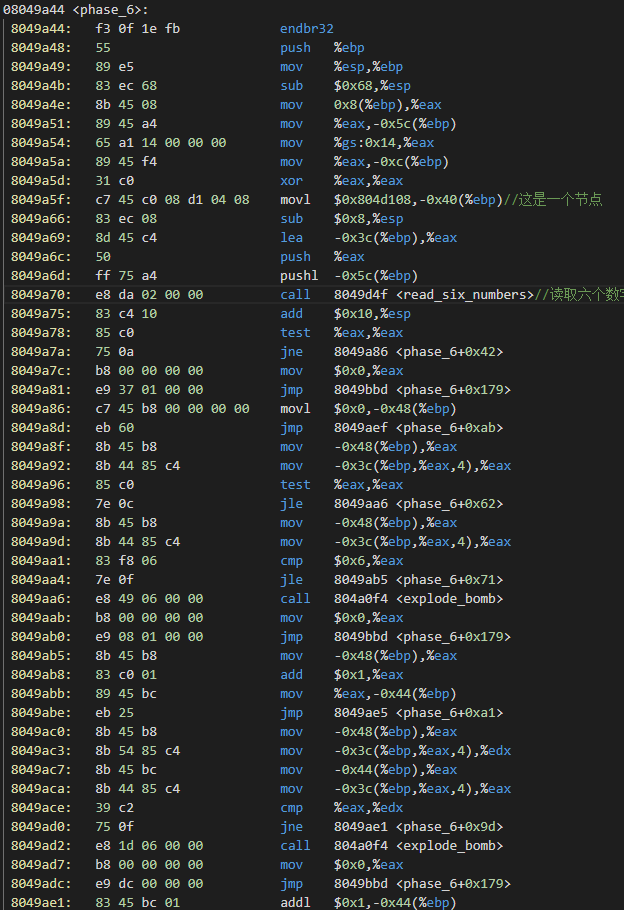 08049a44 <phase_6>:
8049a44: f3 0f 1e fb endbr32
8049a48: 55 push %ebp
8049a49: 89 e5 mov %esp,%ebp
8049a4b: 83 ec 68 sub $0x68,%esp
8049a4e: 8b 45 08 mov 0x8(%ebp),%eax
8049a51: 89 45 a4 mov %eax,-0x5c(%ebp)
8049a54: 65 a1 14 00 00 00 mov %gs:0x14,%eax
8049a5a: 89 45 f4 mov %eax,-0xc(%ebp)
8049a5d: 31 c0 xor %eax,%eax
8049a5f: c7 45 c0 08 d1 04 08 movl $0x804d108,-0x40(%ebp)//这是一个节点
8049a66: 83 ec 08 sub $0x8,%esp
8049a69: 8d 45 c4 lea -0x3c(%ebp),%eax
8049a6c: 50 push %eax
8049a6d: ff 75 a4 pushl -0x5c(%ebp)
8049a70: e8 da 02 00 00 call 8049d4f <read_six_numbers>//读取六个数字
8049a75: 83 c4 10 add $0x10,%esp
8049a78: 85 c0 test %eax,%eax
8049a7a: 75 0a jne 8049a86 <phase_6+0x42>
8049a7c: b8 00 00 00 00 mov $0x0,%eax
8049a81: e9 37 01 00 00 jmp 8049bbd <phase_6+0x179>
8049a86: c7 45 b8 00 00 00 00 movl $0x0,-0x48(%ebp)
8049a8d: eb 60 jmp 8049aef <phase_6+0xab>
8049a8f: 8b 45 b8 mov -0x48(%ebp),%eax
8049a92: 8b 44 85 c4 mov -0x3c(%ebp,%eax,4),%eax
8049a96: 85 c0 test %eax,%eax
8049a98: 7e 0c jle 8049aa6 <phase_6+0x62>
8049a9a: 8b 45 b8 mov -0x48(%ebp),%eax
8049a9d: 8b 44 85 c4 mov -0x3c(%ebp,%eax,4),%eax
8049aa1: 83 f8 06 cmp $0x6,%eax
8049aa4: 7e 0f jle 8049ab5 <phase_6+0x71>
8049aa6: e8 49 06 00 00 call 804a0f4 <explode_bomb>
8049aab: b8 00 00 00 00 mov $0x0,%eax
8049ab0: e9 08 01 00 00 jmp 8049bbd <phase_6+0x179>
8049ab5: 8b 45 b8 mov -0x48(%ebp),%eax
8049ab8: 83 c0 01 add $0x1,%eax
8049abb: 89 45 bc mov %eax,-0x44(%ebp)
8049abe: eb 25 jmp 8049ae5 <phase_6+0xa1>
8049ac0: 8b 45 b8 mov -0x48(%ebp),%eax
8049ac3: 8b 54 85 c4 mov -0x3c(%ebp,%eax,4),%edx
8049ac7: 8b 45 bc mov -0x44(%ebp),%eax
8049aca: 8b 44 85 c4 mov -0x3c(%ebp,%eax,4),%eax
8049ace: 39 c2 cmp %eax,%edx
8049ad0: 75 0f jne 8049ae1 <phase_6+0x9d>
8049ad2: e8 1d 06 00 00 call 804a0f4 <explode_bomb>
8049ad7: b8 00 00 00 00 mov $0x0,%eax
8049adc: e9 dc 00 00 00 jmp 8049bbd <phase_6+0x179>
8049ae1: 83 45 bc 01 addl $0x1,-0x44(%ebp)